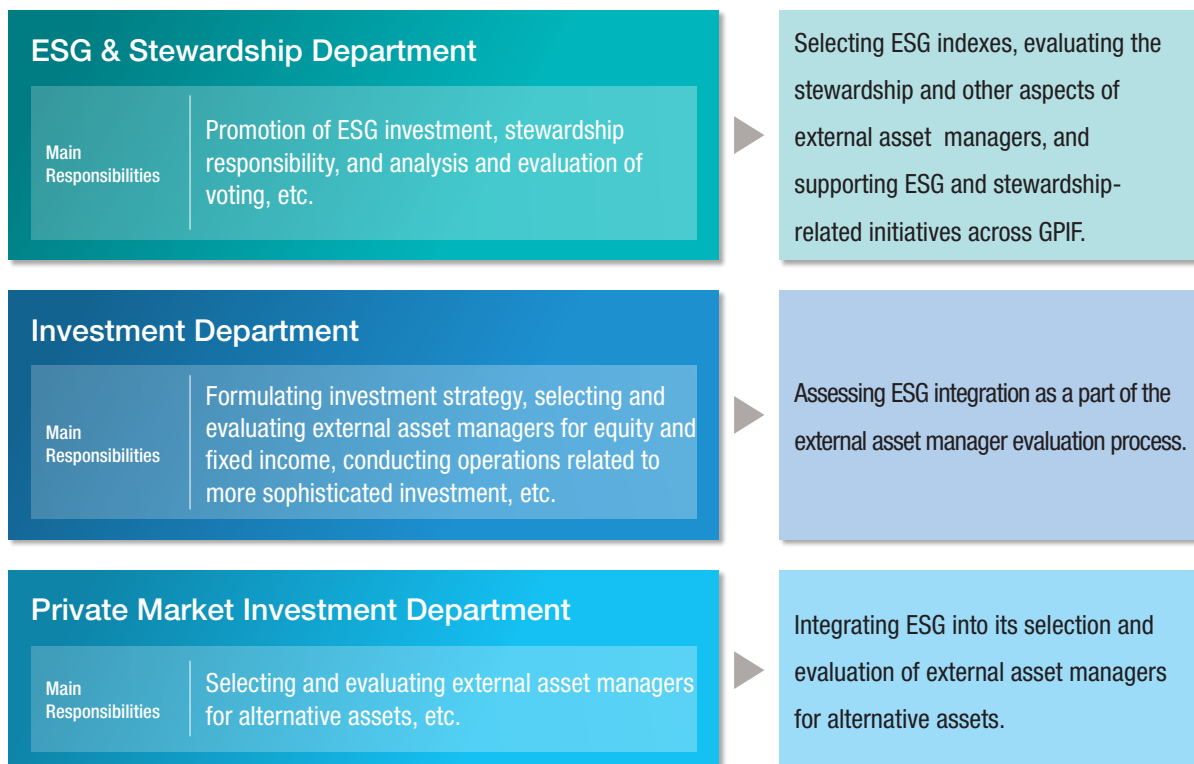 ESG & Stewardship Department
Main
Responsibilities
Promotion of ESG investment, stewardship
responsibility, and analysis and evaluation of
voting, etc.
Selecting ESG indexes, evaluating the
stewardship and other aspects of
external asset managers, and
supporting ESG and stewardship-
related initiatives across GPIF.
Investment Department
Main
Responsibilities
Formulating investment strategy, selecting and
evaluating external asset managers for equity and
fixed income, conducting operations related to
more sophisticated investment, etc.
Assessing ESG integration as a part of the
external asset manager evaluation process.
Private Market Investment Department
Main
Responsibilities
Selecting and evaluating external asset managers
for alternative assets, etc.
Integrating ESG into its selection and
evaluation of external asset managers
for alternative assets.